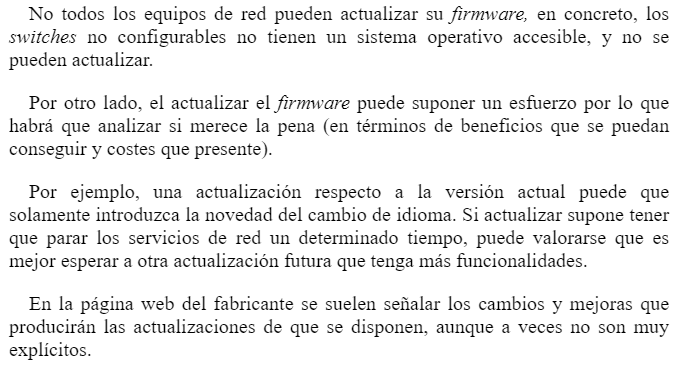 No todos los equipos de red pueden actualizar su firmware, en concreto, los
switches no configurables no tienen un sistema operativo accesible, y no se
pueden actualizar.
Por otro lado, el actualizar el firmware puede suponer un esfuerzo por lo que
habrá que analizar si merece la pena (en términos de beneficios que se puedan
conseguir y costes que presente).
Por ejemplo, una actualización respecto a la versión actual puede que
solamente introduzca la novedad del cambio de idioma. Si actualizar supone tener
que parar los servicios de red un determinado tiempo, puede valorarse que es
mejor esperar a otra actualización futura que tenga más funcionalidades.
En la página web del fabricante se suelen señalar los cambios y mejoras que
producirán las actualizaciones de que se disponen, aunque a veces no son muy
explícitos.